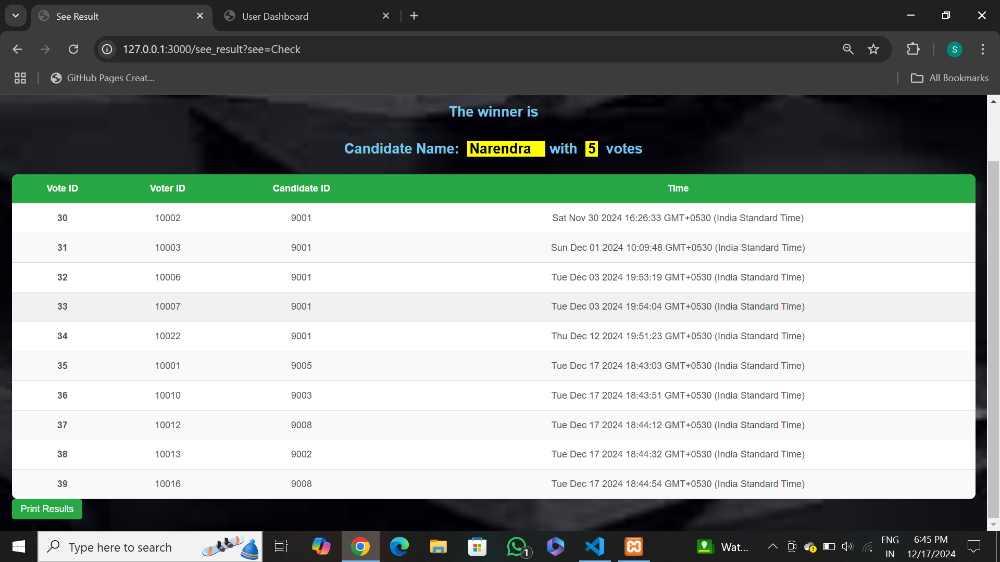 See Result
User Dashboard
127.0.0.1:3000/see_result?see=Check
S
GitHub Pages Creat...
All Bookmarks
The winner is
Candidate Name: Narendra with 5 votes
Vote ID Voter ID Candidate ID Time
30 10002 9001 Sat Nov 30 2024 16:26:33 GMT+0530 (India Standard Time)
31 10003 9001 Sun Dec 01 2024 10:09:48 GMT+0530 (India Standard Time)
32 10006 9001 Tue Dec 03 2024 19:53:19 GMT+0530 (India Standard Time)
33 10007 9001 Tue Dec 03 2024 19:54:04 GMT+0530 (India Standard Time)
34 10022 9001 Thu Dec 12 2024 19:51:23 GMT+0530 (India Standard Time)
35 10001 9005 Tue Dec 17 2024 18:43:03 GMT+0530 (India Standard Time)
36 10010 9003 Tue Dec 17 2024 18:43:51 GMT+0530 (India Standard Time)
37 10012 9008 Tue Dec 17 2024 18:44:12 GMT+0530 (India Standard Time)
38 10013 9002 Tue Dec 17 2024 18:44:32 GMT+0530 (India Standard Time)
39 10016 9008 Tue Dec 17 2024 18:44:54 GMT+0530 (India Standard Time)
Print Results
Type here to search
1
Wat...
ENG
IN
6:45 PM
12/17/2024